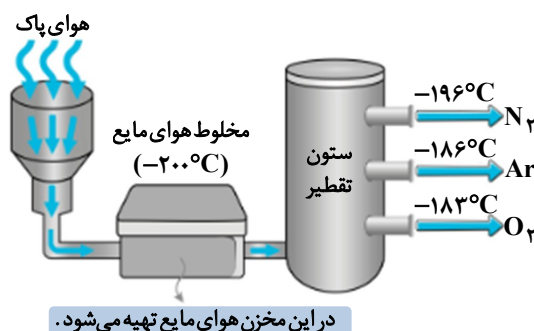 هوای پاک
مخلوط هوای مایع
(−۲۰۰°C)
ستون
تقطیر
−۱۹۶°C
N۲
−۱۸۶°C
Ar
−۱۸۳°C
O۲
در این مخزن هوای مایع تهیه می‌شود.